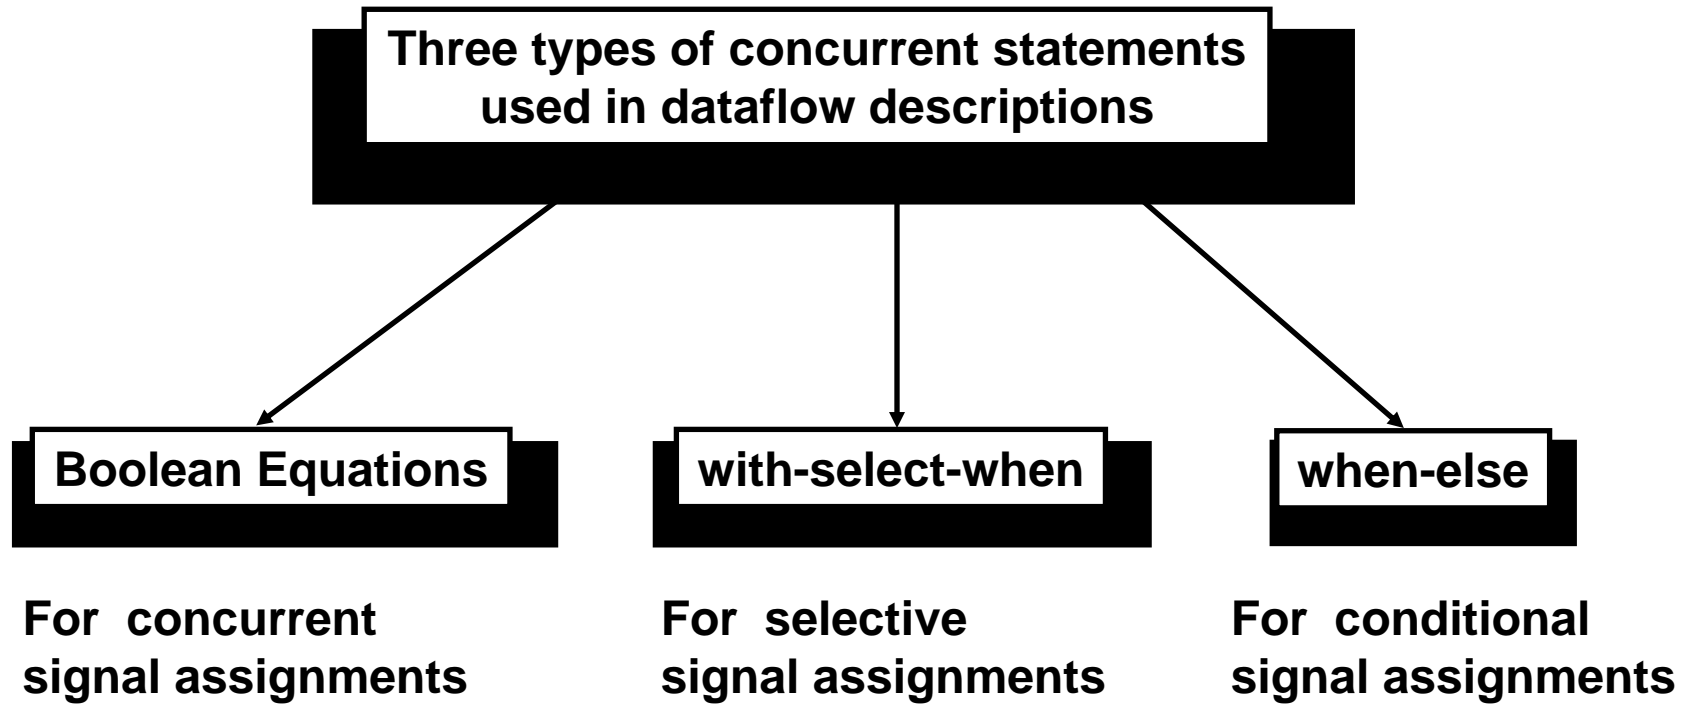 Three types of concurrent statements
used in dataflow descriptions
Boolean Equations
with-select-when
when-else
For concurrent
signal assignments
For selective
signal assignments
For conditional
signal assignments